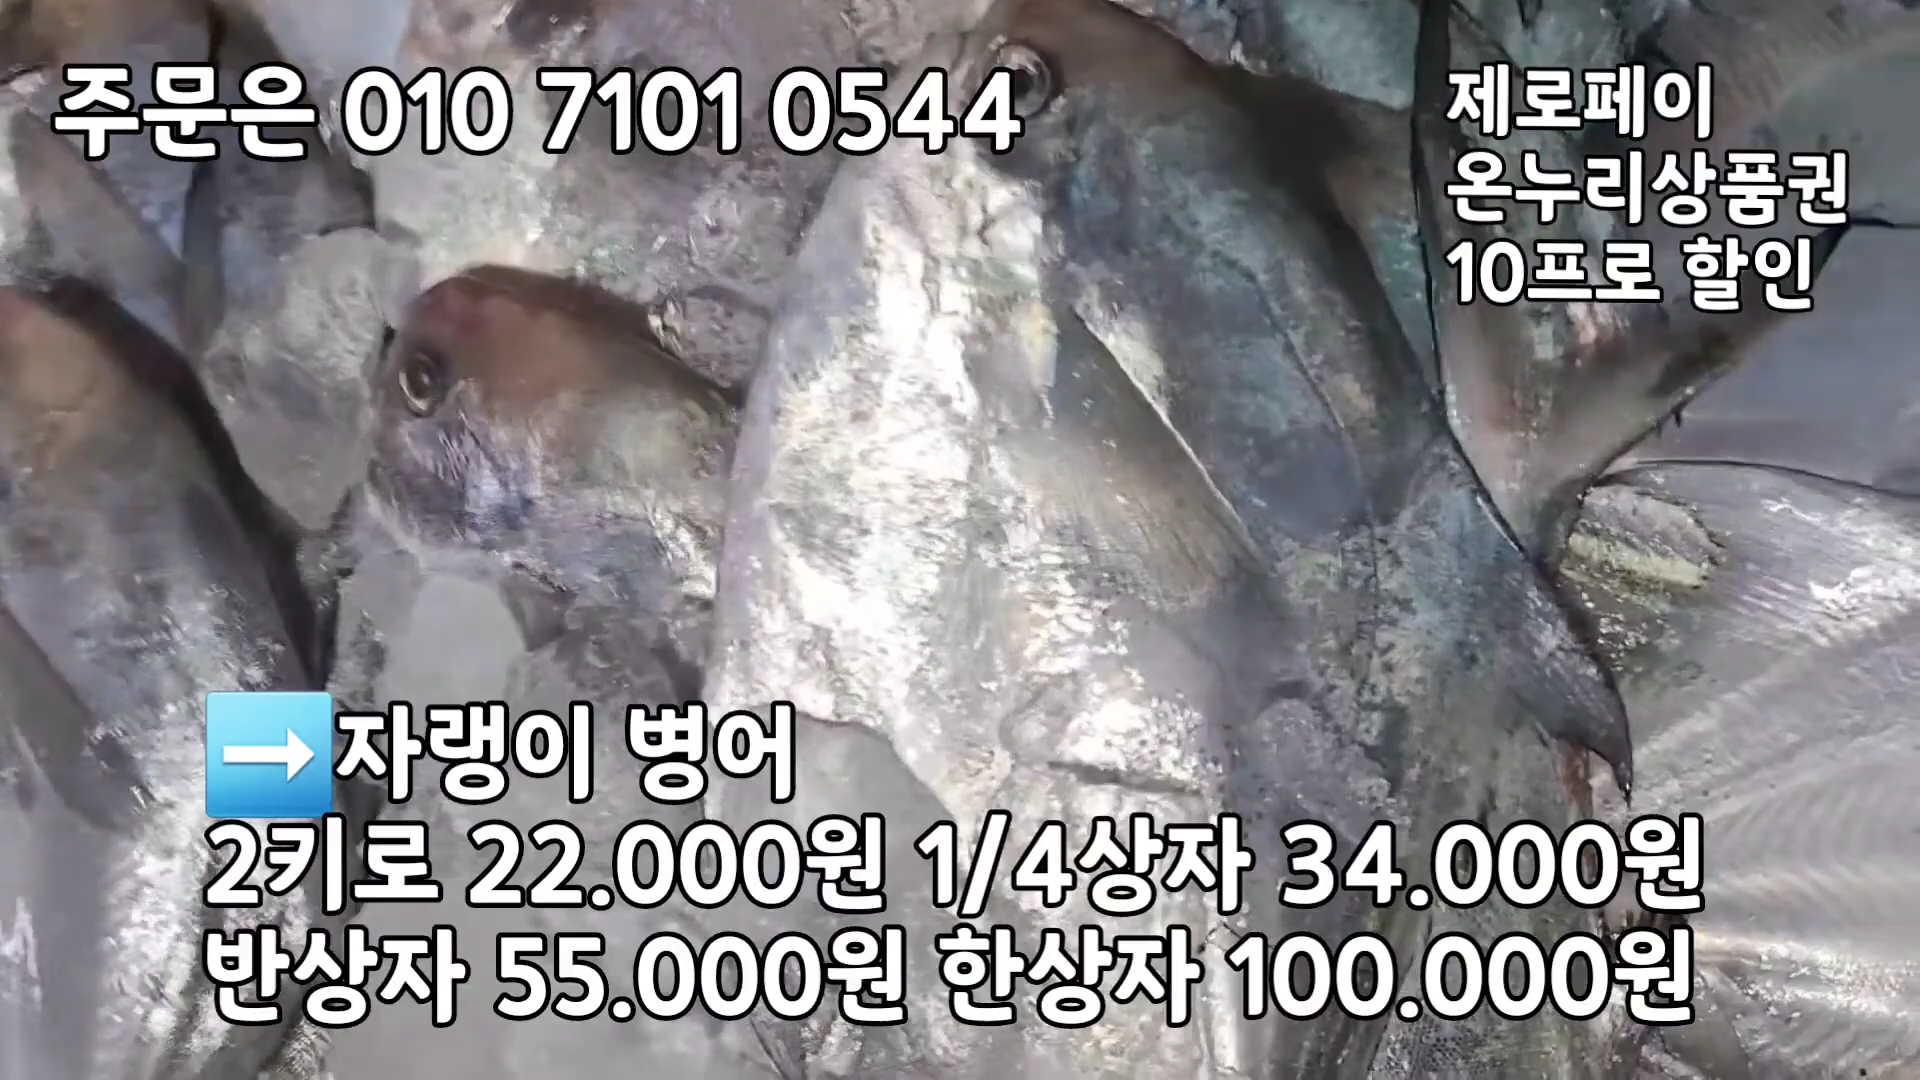 주문은 010 7101 0544
제로페이
온누리상품권
10프로 할인
➡자랭이 병어
2키로 22.000원 1/4상자 34.000원
반상자 55.000원 한상자 100.000원